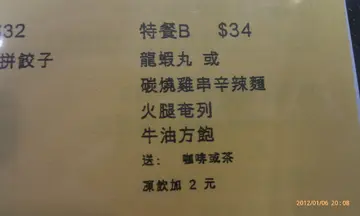 $32
特餐B $34
拼餃子
龍蝦丸 或
碳燒雞串辛辣麵
火腿奄列
牛油方飽
送: 咖啡或茶
凍飲加 2 元
2012/01/06 20:08